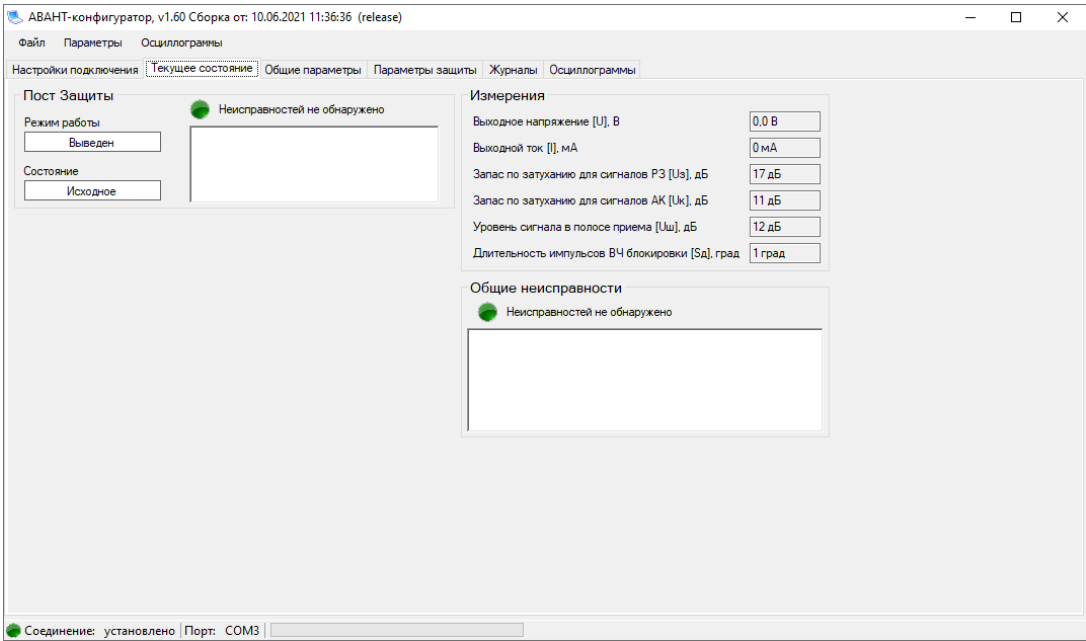 АВАНТ-конфигуратор, v1.60 Сборка от: 10.06.2021 11:36:36 (release)
Файл Параметры Осциллограммы
Настройки подключения Текущее состояние Общие параметры Параметры защиты Журналы Осциллограммы
Пост Защиты
Неисправностей не обнаружено
Режим работы
Выведен
Состояние
Исходное
Измерения
Выходное напряжение [U], В 0,0 В
Выходной ток [I], мА 0 мА
Запас по затуханию для сигналов РЗ [Uз], дБ 17 дБ
Запас по затуханию для сигналов АК [Uк], дБ 11 дБ
Уровень сигнала в полосе приема [Uш], дБ 12 дБ
Длительность импульсов ВЧ блокировки [Sд], град 1 град
Общие неисправности
Неисправностей не обнаружено
Соединение: установлено Порт: COM3